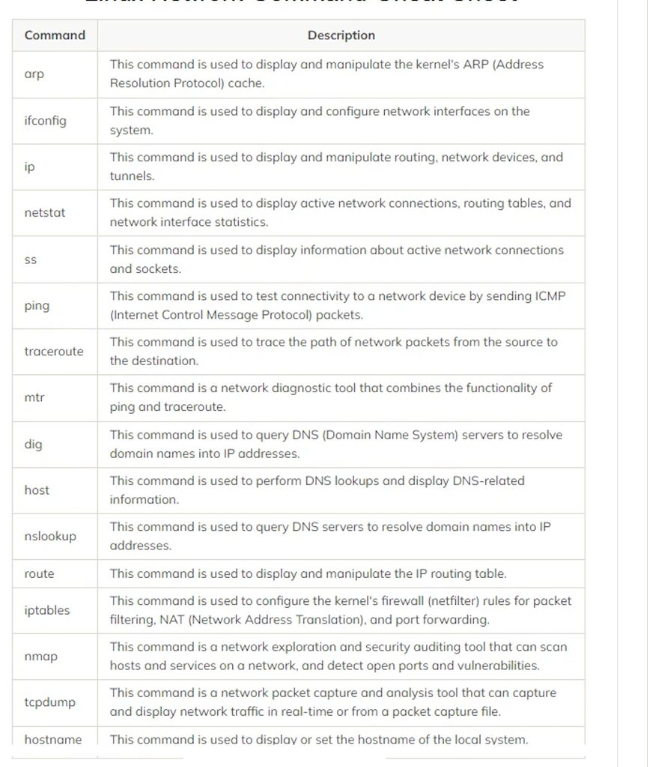 Linux Network Command Cheat Sheet
Command Description
arp
This command is used to display and manipulate the kernel's ARP (Address
Resolution Protocol) cache.
ifconfig
This command is used to display and configure network interfaces on the
system.
ip
This command is used to display and manipulate routing, network devices, and
tunnels.
netstat
This command is used to display active network connections, routing tables, and
network interface statistics.
ss
This command is used to display information about active network connections
and sockets.
ping
This command is used to test connectivity to a network device by sending ICMP
(Internet Control Message Protocol) packets.
traceroute
This command is used to trace the path of network packets from the source to
the destination.
mtr
This command is a network diagnostic tool that combines the functionality of
ping and traceroute.
dig
This command is used to query DNS (Domain Name System) servers to resolve
domain names into IP addresses.
host
This command is used to perform DNS lookups and display DNS-related
information.
nslookup
This command is used to query DNS servers to resolve domain names into IP
addresses.
route
This command is used to display and manipulate the IP routing table.
iptables
This command is used to configure the kernel's firewall (netfilter) rules for packet
filtering, NAT (Network Address Translation), and port forwarding.
nmap
This command is a network exploration and security auditing tool that can scan
hosts and services on a network, and detect open ports and vulnerabilities.
tcpdump
This command is a network packet capture and analysis tool that can capture
and display network traffic in real-time or from a packet capture file.
hostname
This command is used to display or set the hostname of the local system.